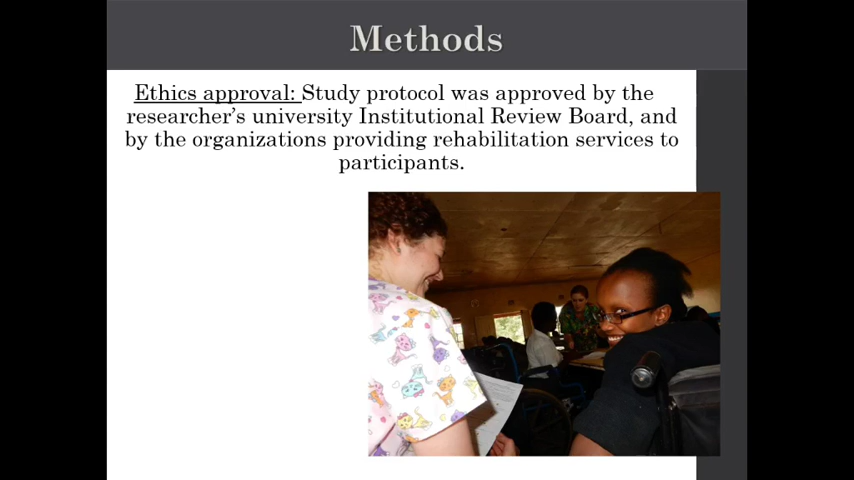 Methods
Ethics approval: Study protocol was approved by the
researcher's university Institutional Review Board, and
by the organizations providing rehabilitation services to
participants.